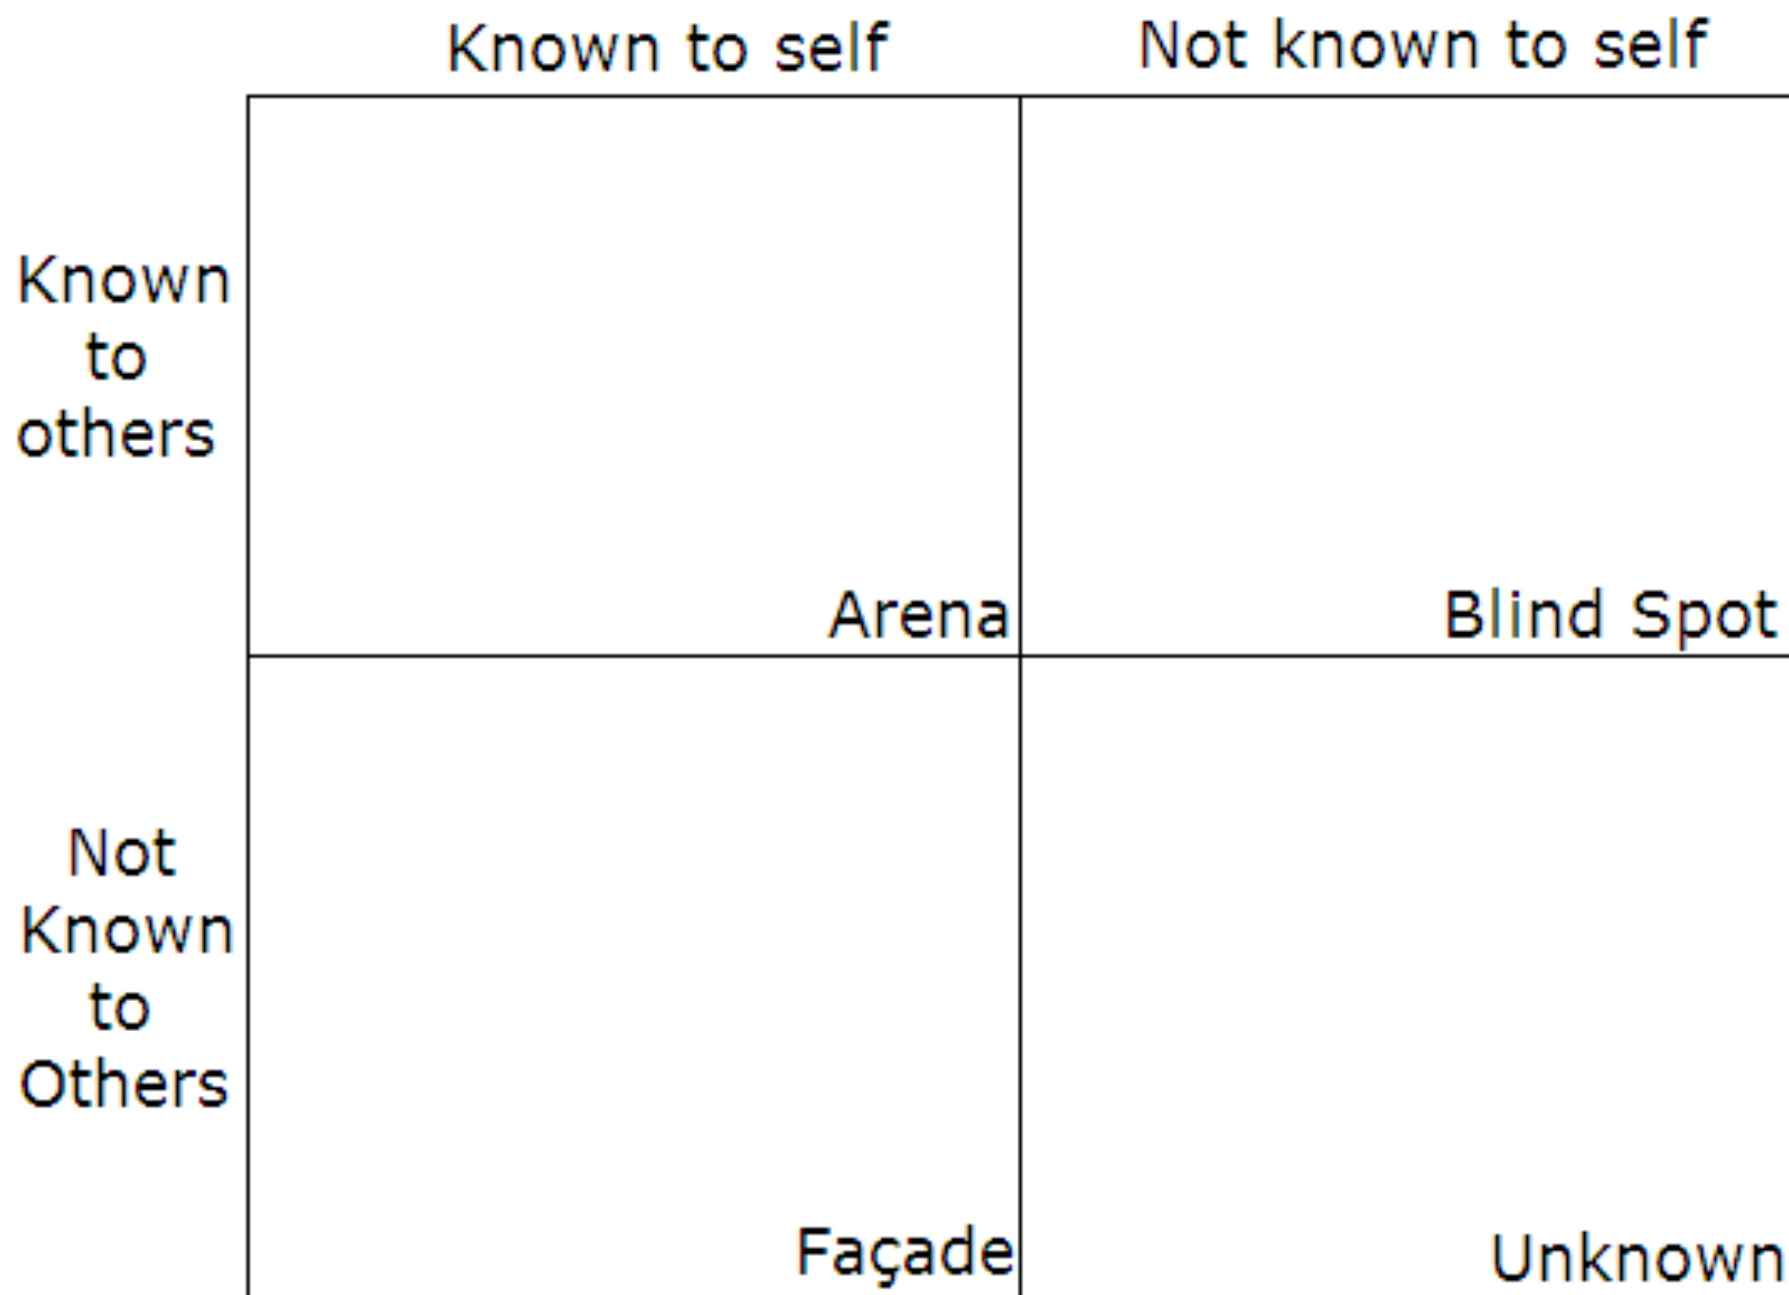 Known to self
Not known to self
Known
to
others
Arena
Blind Spot
Not
Known
to
Others
Façade
Unknown